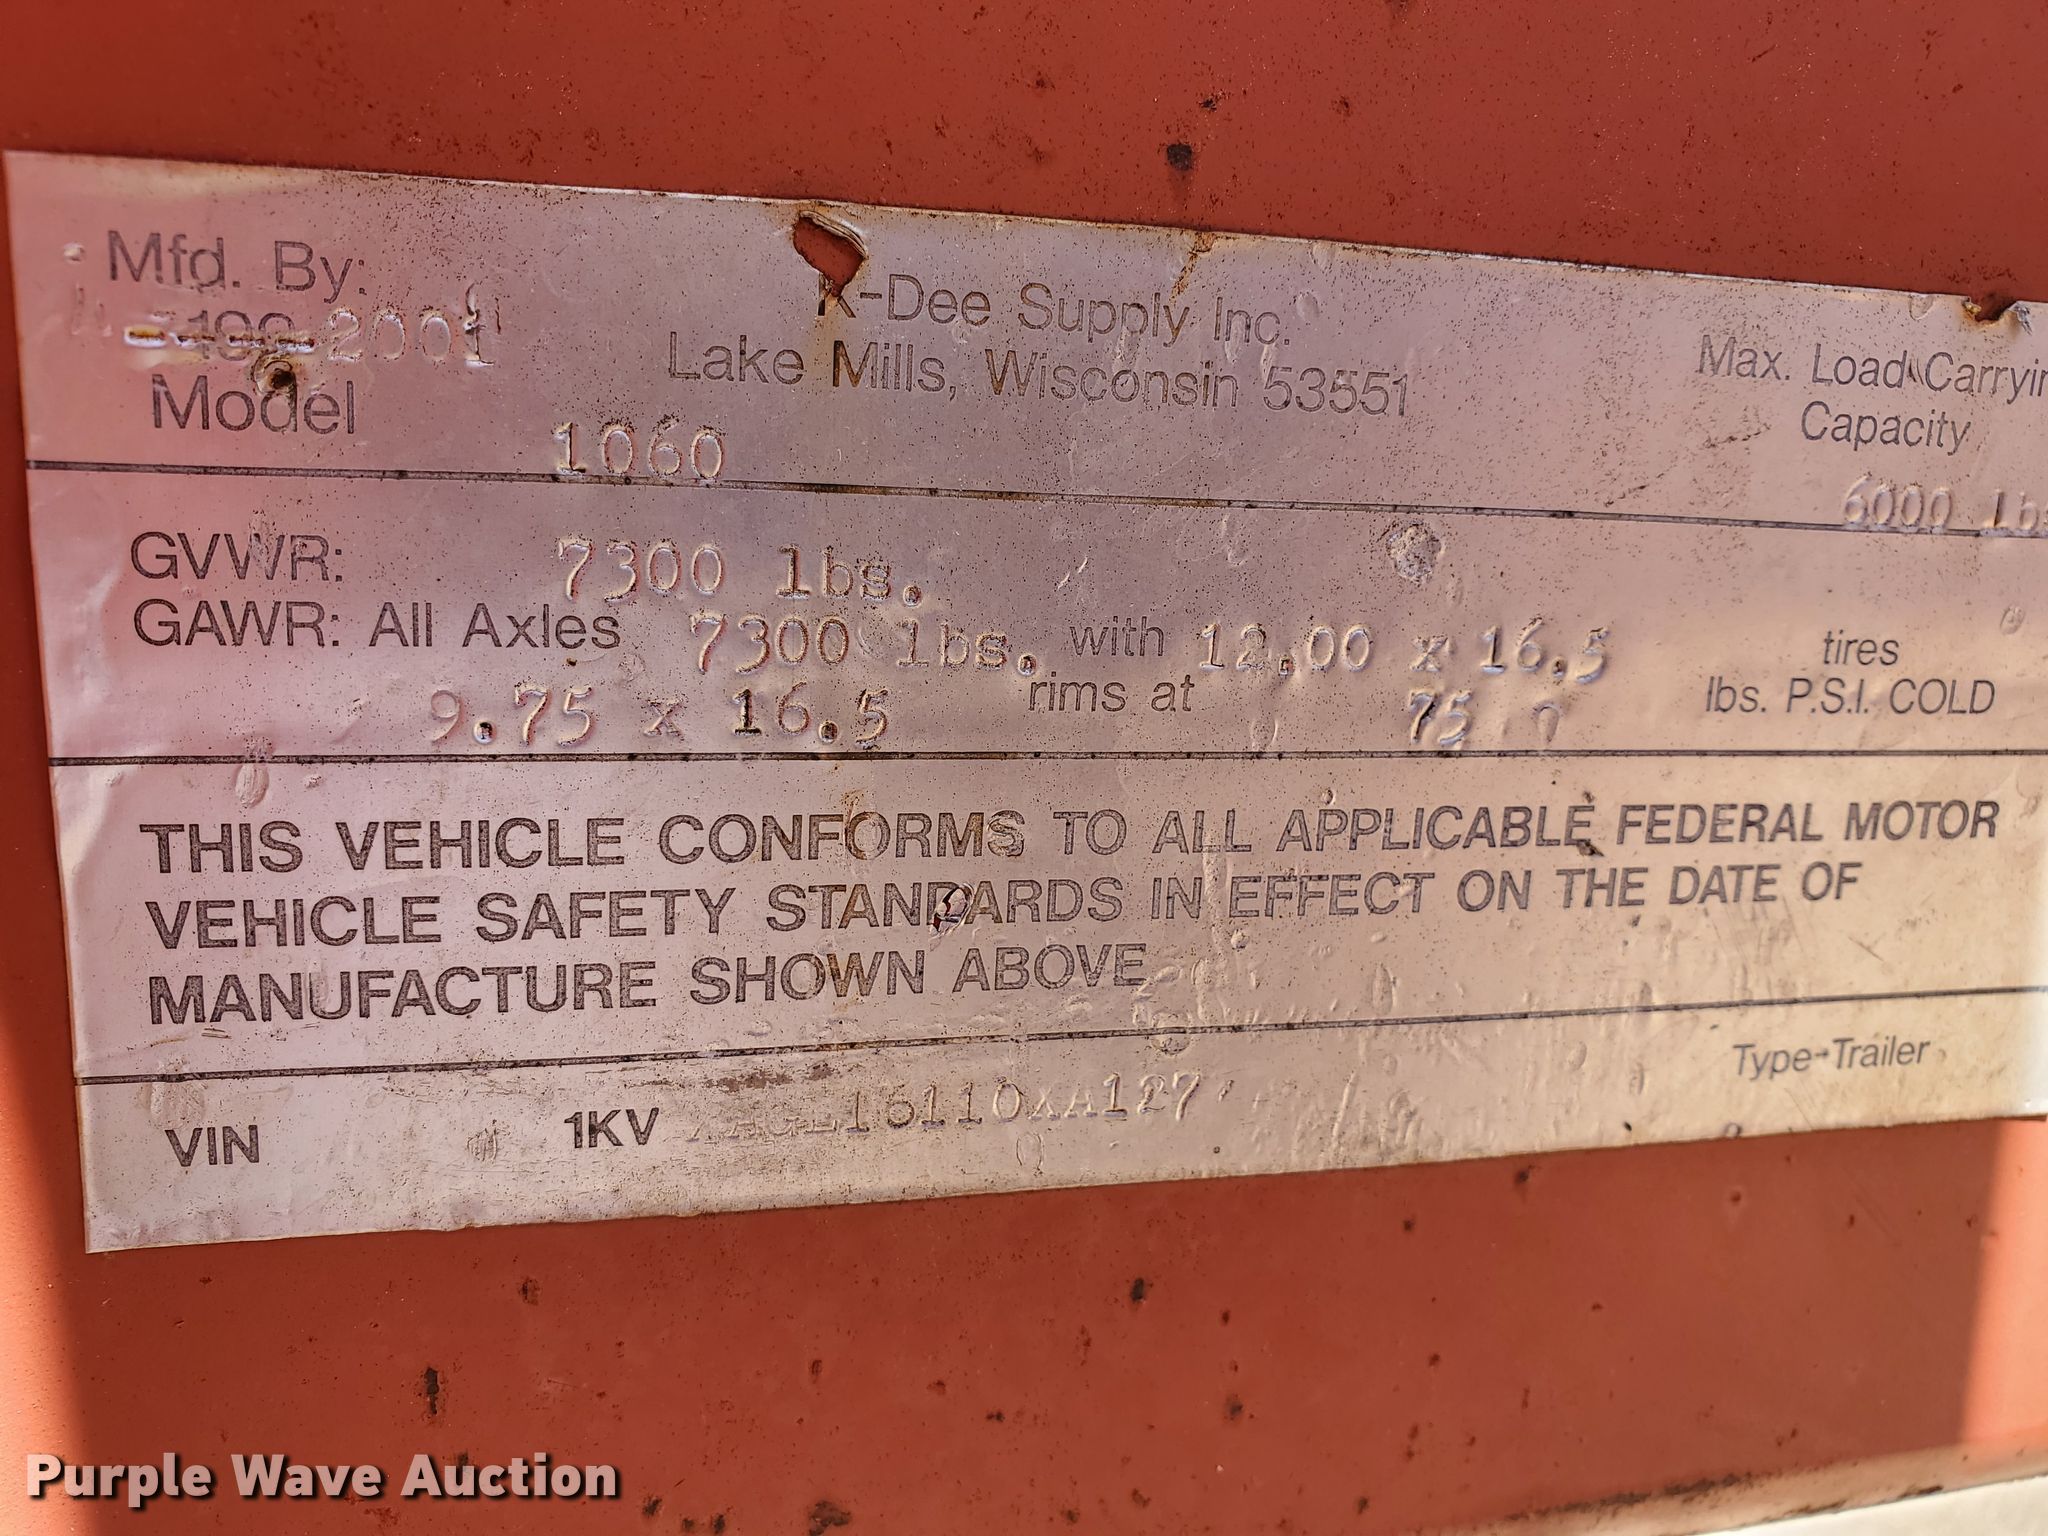 Mfd. By:
K-Dee Supply Inc.
2001
Lake Mills, Wisconsin 53551
Max. Load Carryin
Capacity
Model
1060
6000 lbs
GVWR: 7300 lbs.
GAWR: All Axles 7300 lbs. with 12.00 x 16.5 tires
9.75 x 16.5 rims at 75 lbs. P.S.I. COLD
THIS VEHICLE CONFORMS TO ALL APPLICABLE FEDERAL MOTOR
VEHICLE SAFETY STANDARDS IN EFFECT ON THE DATE OF
MANUFACTURE SHOWN ABOVE
Type-Trailer
VIN 1KV
Purple Wave Auction